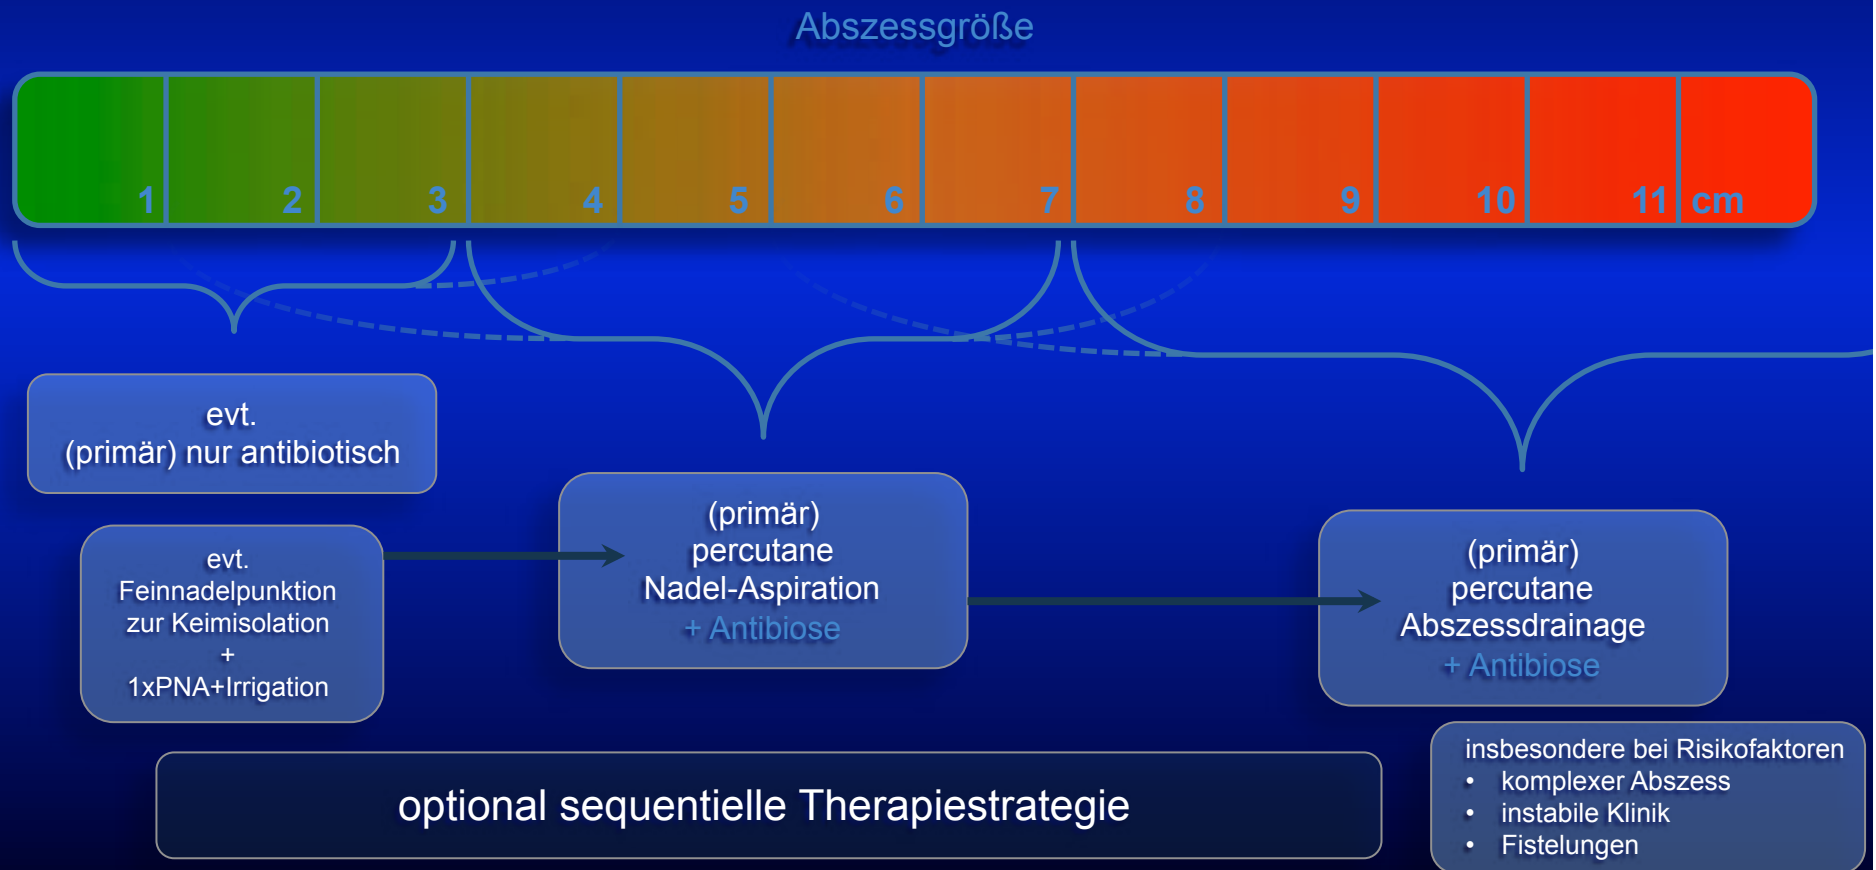 Abszessgröße
1 2 3 4 5 6 7 8 9 10 11 cm
evt.
(primär) nur antibiotisch
evt.
Feinnadelpunktion
zur Keimisolation
+
1xPNA+Irrigation
(primär)
percutane
Nadel-Aspiration
+ Antibiose
(primär)
percutane
Abszessdrainage
+ Antibiose
insbesondere bei Risikofaktoren
• komplexer Abszess
• instabile Klinik
• Fistelungen
optional sequentielle Therapiestrategie